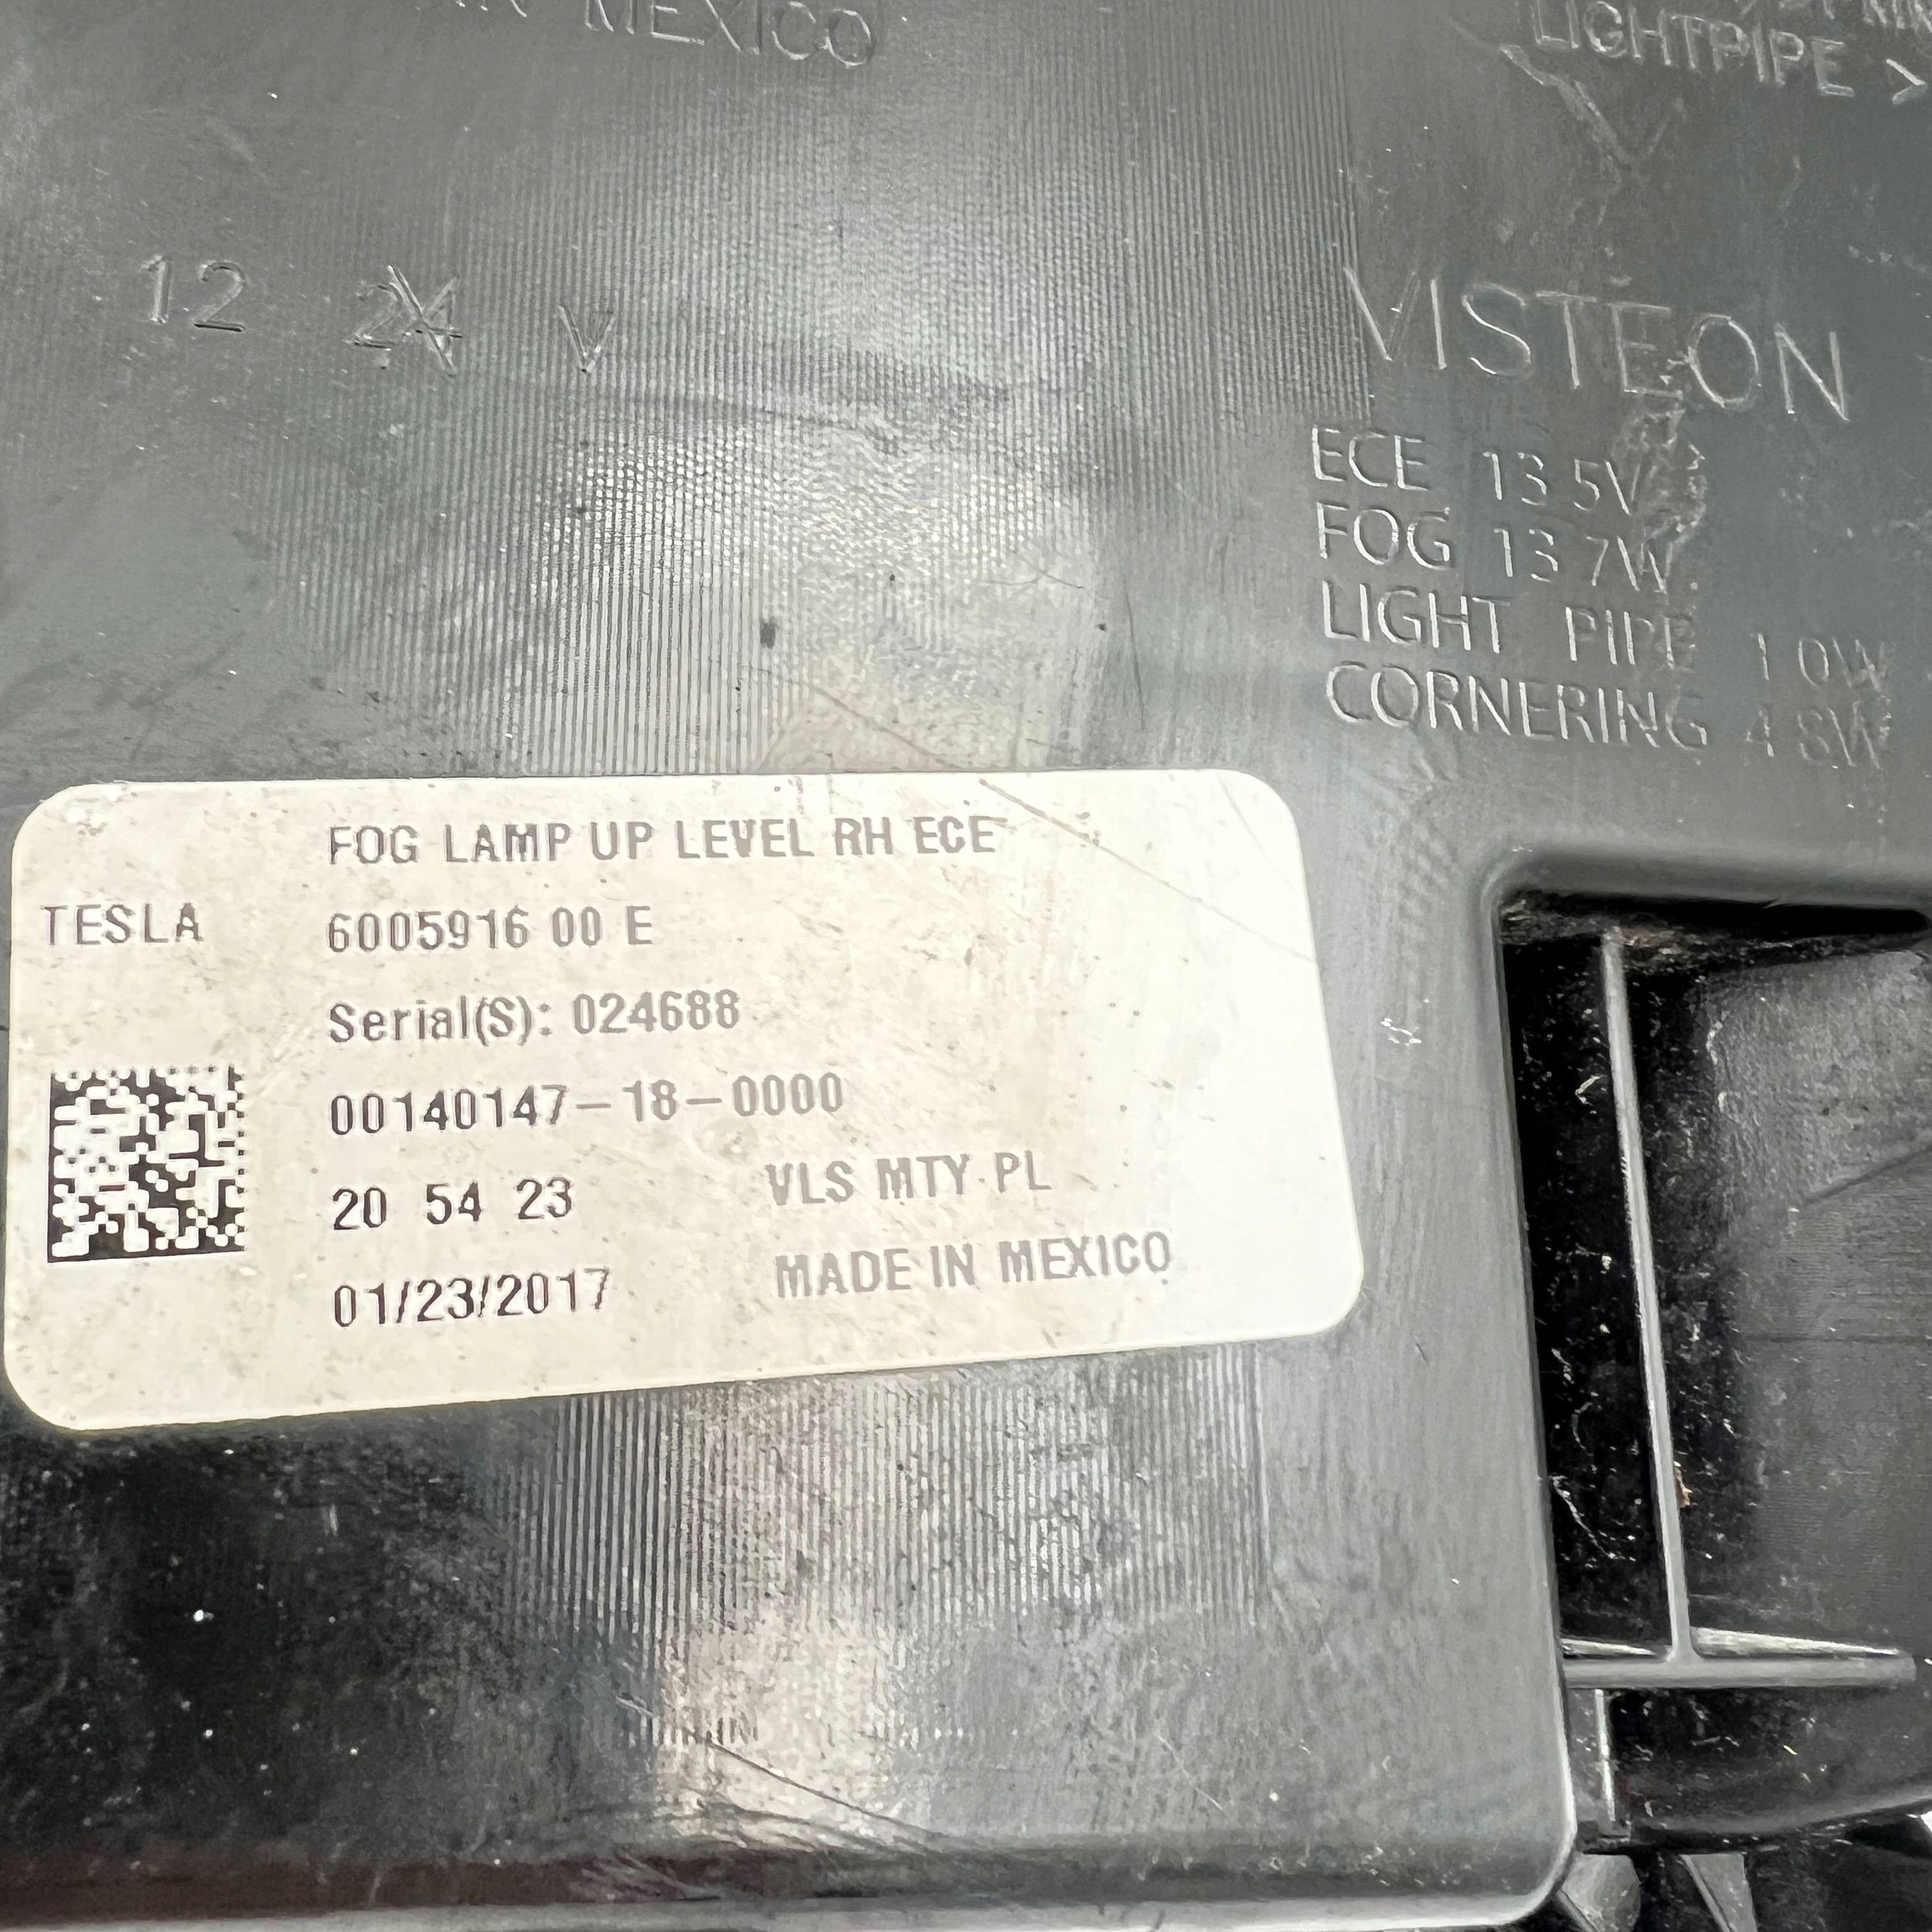 MEXICO
LIGHTPIPE >
12 24 V
VISTEON
ECE 13 5V
FOG 13 7W
LIGHT PIPE 1 0W
CORNERING 4 8W
FOG LAMP UP LEVEL RH ECE
TESLA 6005916 00 E
Serial(S): 024688
00140147-18-0000
20 54 23 VLS MTY PL
01/23/2017 MADE IN MEXICO